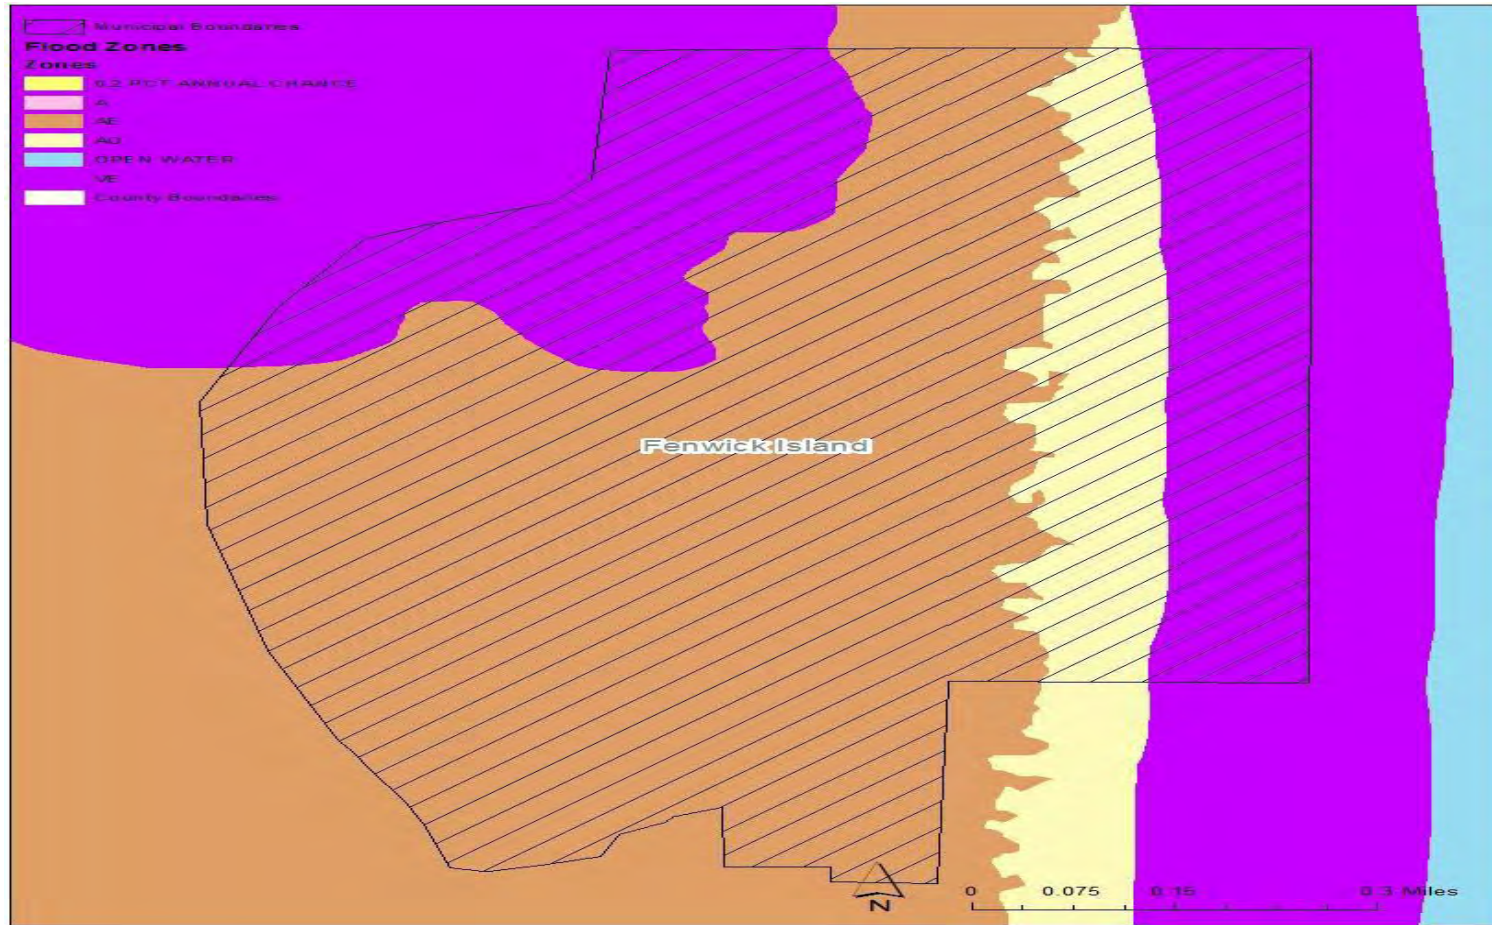 Municipal Boundaries
Flood Zones
Zones
0.2 PCT ANNUAL CHANCE
A
AE
AO
OPEN WATER
VE
County Boundaries
Fenwick Island
N
0 0.075 0.15 0.3 Miles